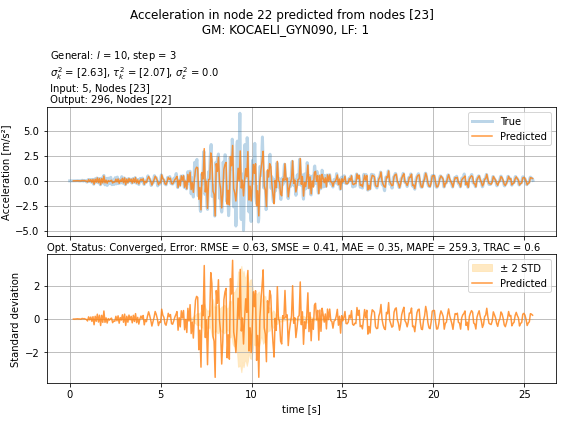 Acceleration in node 22 predicted from nodes [23]
GM: KOCAELI_GYN090, LF: 1
General: l = 10, step = 3
σ²ₖ = [2.63], τ²ₖ = [2.07], σ²ε = 0.0
Input: 5, Nodes [23]
Output: 296, Nodes [22]
Acceleration [m/s²]
5.0
2.5
0.0
−2.5
−5.0
True
Predicted
Opt. Status: Converged, Error: RMSE = 0.63, SMSE = 0.41, MAE = 0.35, MAPE = 259.3, TRAC = 0.6
Standard deviation
2
0
−2
± 2 STD
Predicted
0 5 10 15 20 25
time [s]